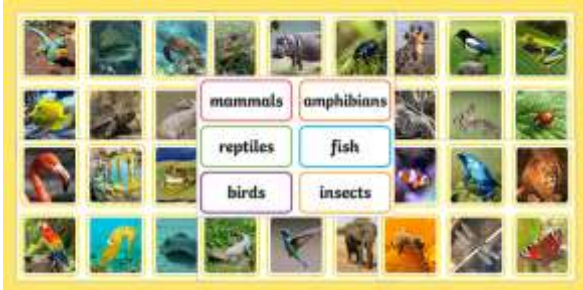 mammals
amphibians
reptiles
fish
birds
insects